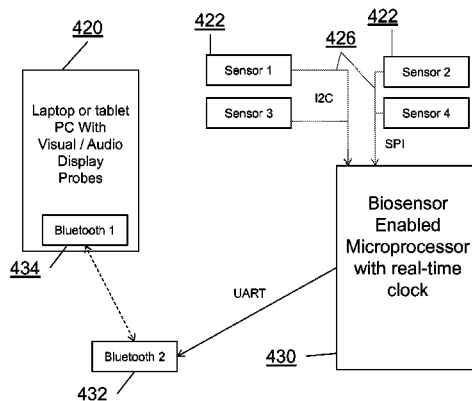 420
422
426
422
Sensor 1
Sensor 2
Sensor 3
Sensor 4
I2C
SPI
Laptop or tablet
PC With
Visual / Audio
Display
Probes
Bluetooth 1
434
Biosensor
Enabled
Microprocessor
with real-time
clock
UART
430
Bluetooth 2
432